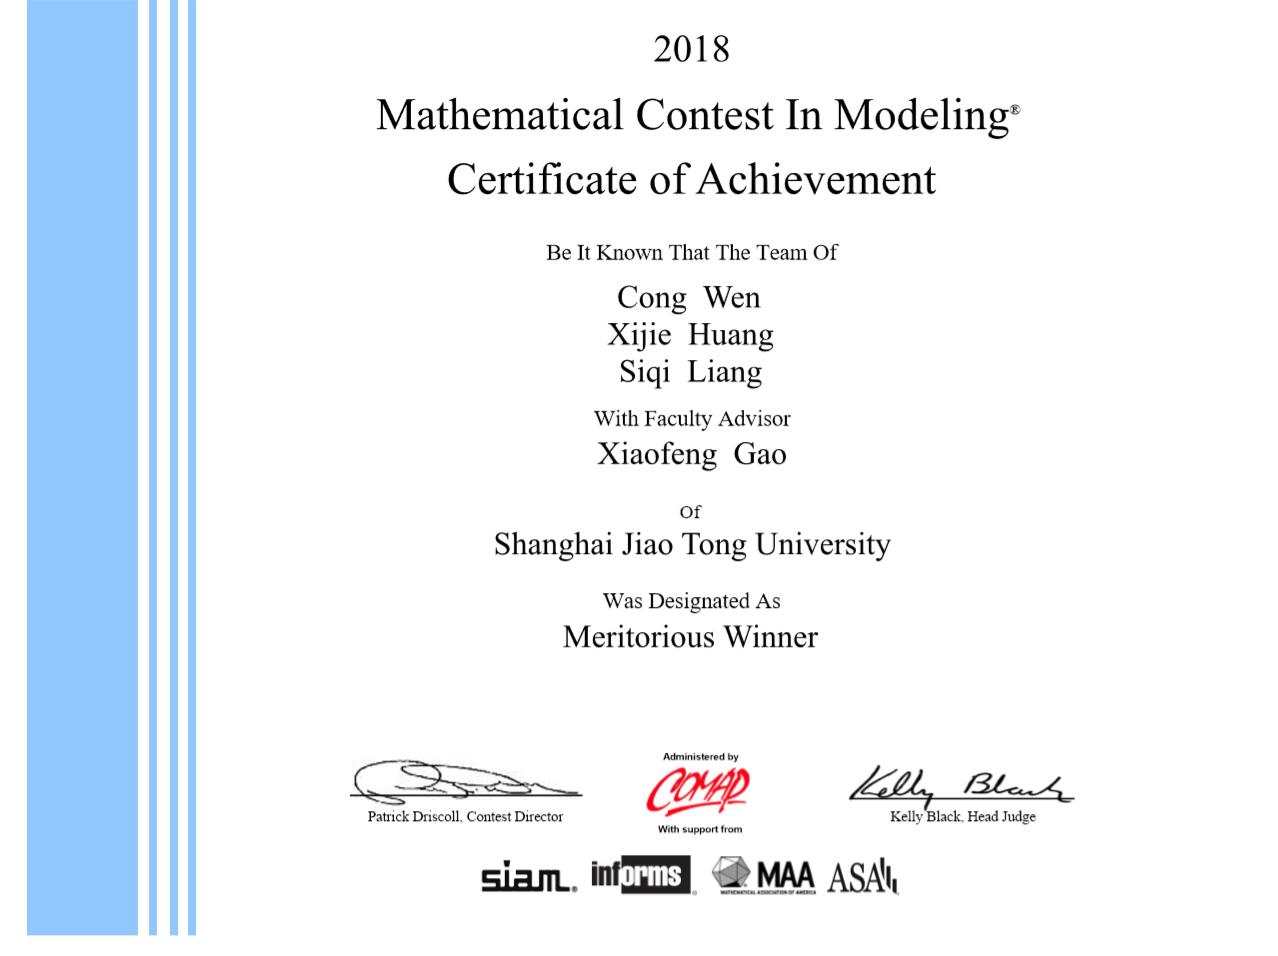 2018
Mathematical Contest In Modeling®
Certificate of Achievement
Be It Known That The Team Of
Cong Wen
Xijie Huang
Siqi Liang
With Faculty Advisor
Xiaofeng Gao
Of
Shanghai Jiao Tong University
Was Designated As
Meritorious Winner
Administered by
COMAP
With support from
Patrick Driscoll, Contest Director
Kelly Black
Kelly Black, Head Judge
siam.
informs
MAA
MATHEMATICAL ASSOCIATION OF AMERICA
ASA